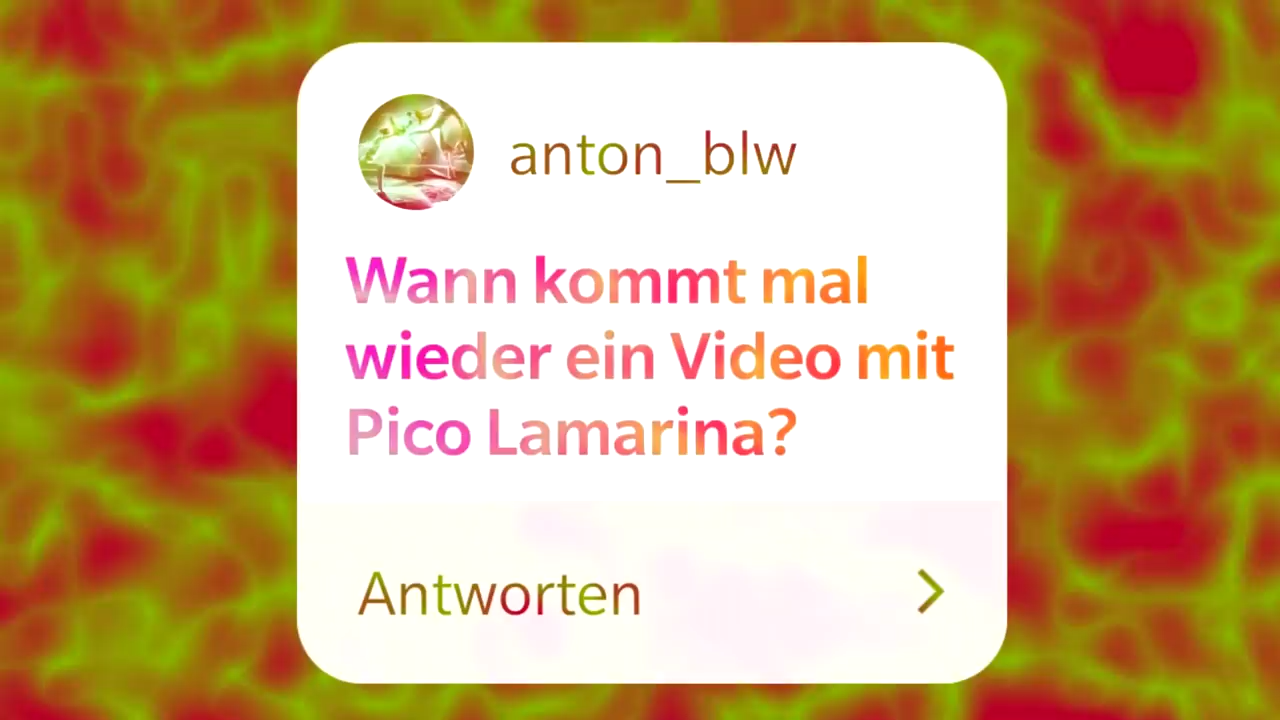 anton_blw
Wann kommt mal
wieder ein Video mit
Pico Lamarina?
Antworten